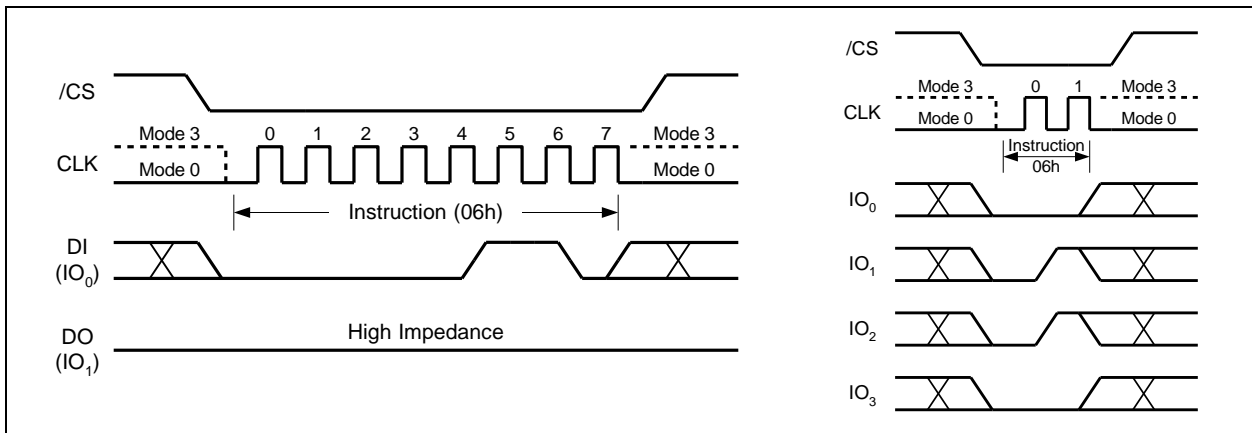 /CS
Mode 3 0 1 2 3 4 5 6 7 Mode 3
CLK
Mode 0 Mode 0
Instruction (06h)
DI
(IO₀)
High Impedance
DO
(IO₁)
/CS
Mode 3 0 1 Mode 3
CLK
Mode 0 Mode 0
Instruction
06h
IO₀
IO₁
IO₂
IO₃